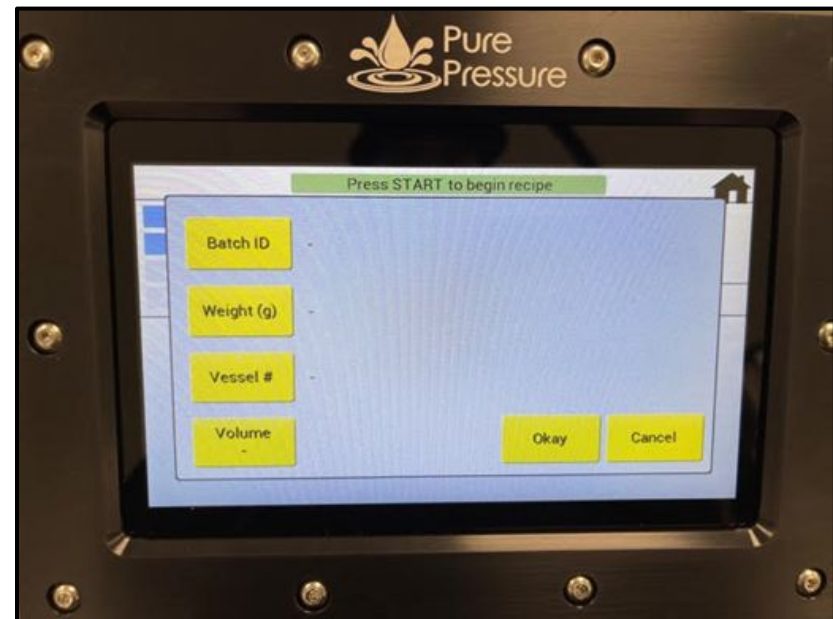 Pure
Pressure
Press START to begin recipe
Batch ID -
Weight (g) -
Vessel # -
Volume
-
Okay
Cancel